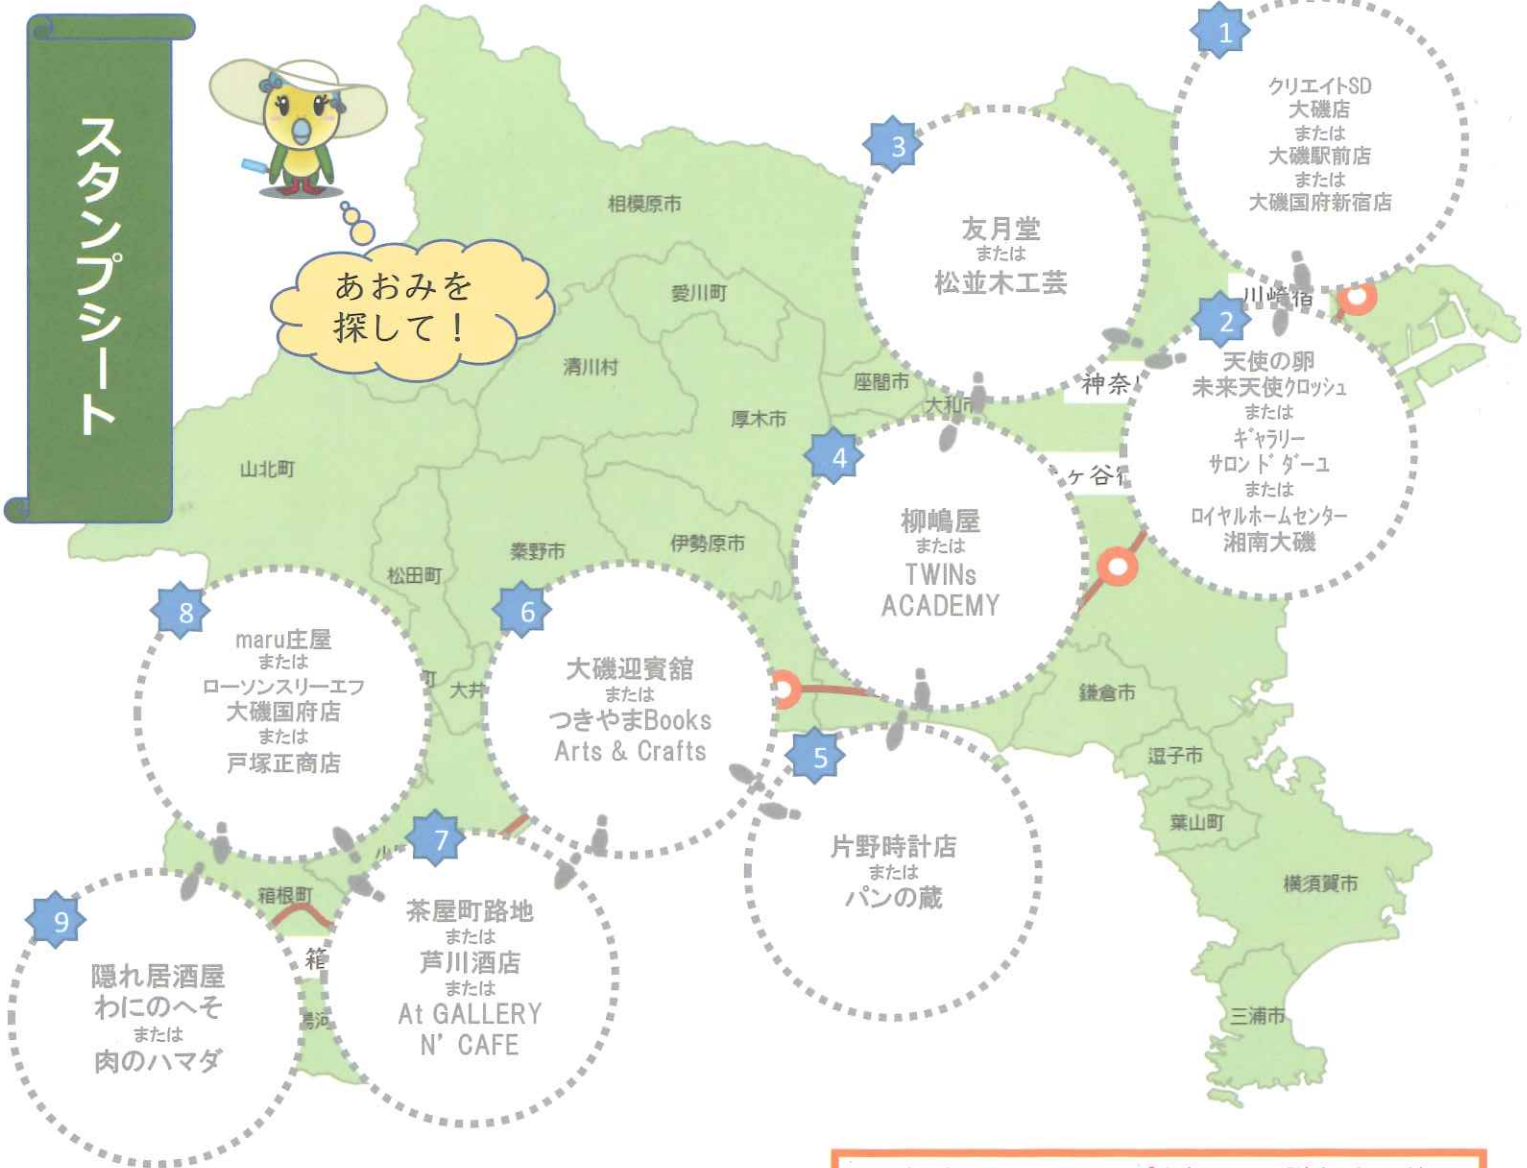 スタンプシート
あおみを
探して！
1
クリエイトSD
大磯店
または
大磯駅前店
または
大磯国府新宿店
2
天使の卵
未来天使クロッシュ
または
ギャラリー
サロンドダーユ
または
ロイヤルホームセンター
湘南大磯
3
友月堂
または
松並木工芸
4
柳嶋屋
または
TWINs
ACADEMY
5
片野時計店
または
パンの蔵
6
大磯迎賓舘
または
つきやまBooks
Arts & Crafts
7
茶屋町路地
または
芦川酒店
または
At GALLERY
N' CAFE
8
maru庄屋
または
ローソンスリーエフ
大磯国府店
または
戸塚正商店
9
隠れ居酒屋
わにのへそ
または
肉のハマダ
相模原市
愛川町
清川村
厚木市
座間市
大和市
川崎宿
神奈
ヶ谷
山北町
松田町
秦野市
伊勢原市
大井
鎌倉市
逗子市
葉山町
横須賀市
三浦市
箱根町
箱